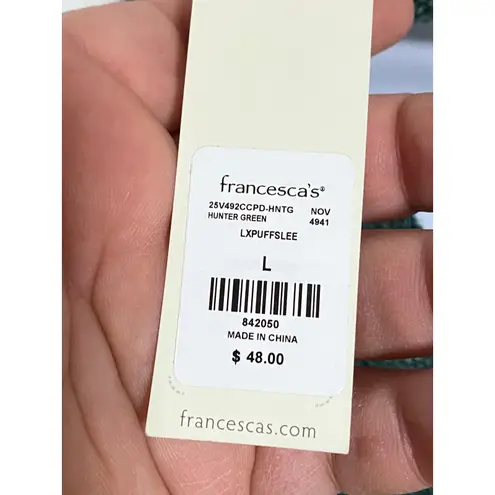 francesca's®
25V492CCPD-HNTG NOV
HUNTER GREEN 4941
LXPUFFSLEE
L
842050
MADE IN CHINA
$ 48.00
francescas.com